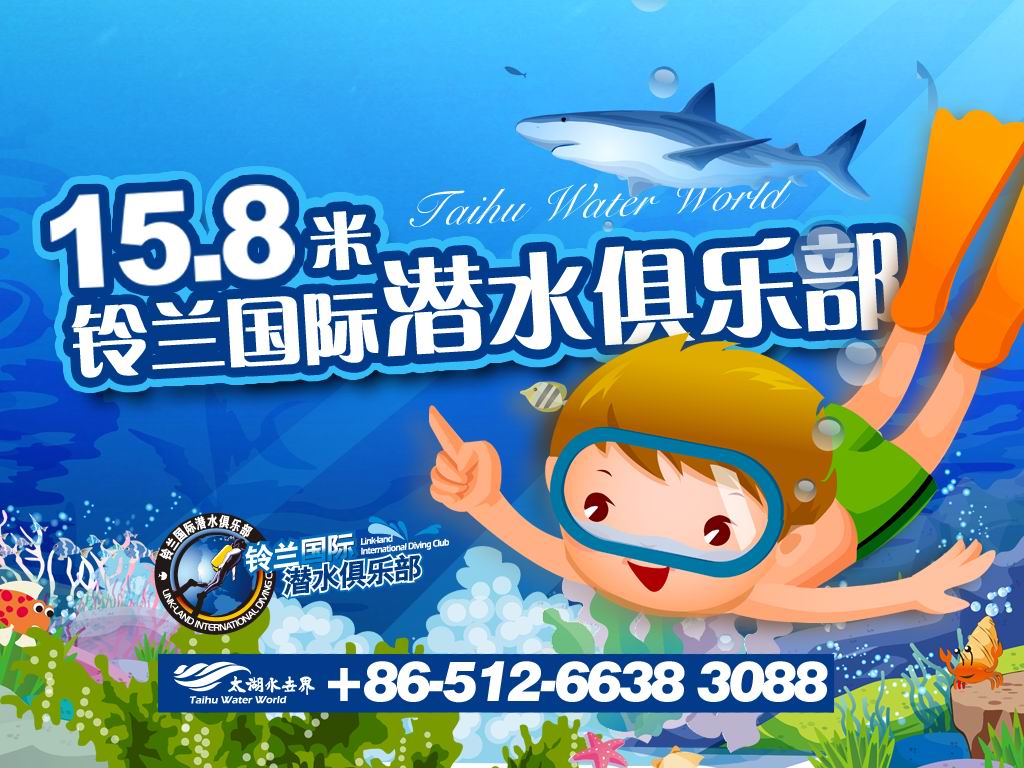 Taihu Water World
15.8米
铃兰国际潜水俱乐部
铃兰国际潜水俱乐部
LINK-LAND INTERNATIONAL DIVING
铃兰国际
Link-land
International Diving Club
潜水俱乐部
太湖水世界
Taihu Water World
+86-512-6638 3088